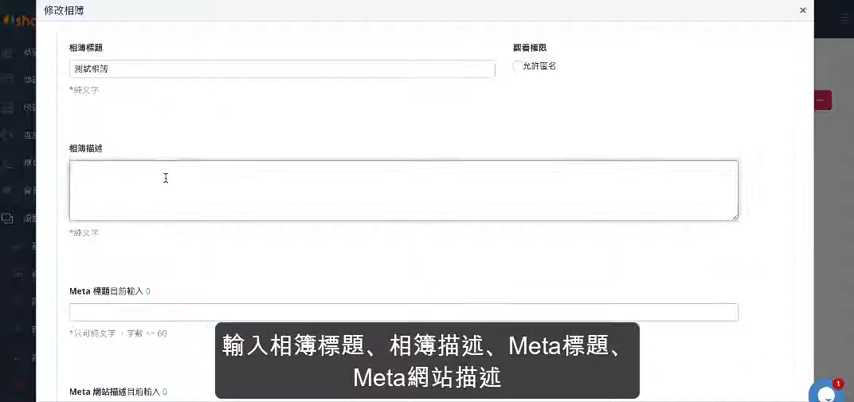 修改相簿
×
相簿標題
觀看權限
測試相簿
允許匿名
*純文字
相簿描述
*純文字
Meta 標題目前輸入 0
*只可純文字 ，字數 <= 60
輸入相簿標題、相簿描述、Meta標題、
Meta網站描述
Meta 網站描述目前輸入 0
1